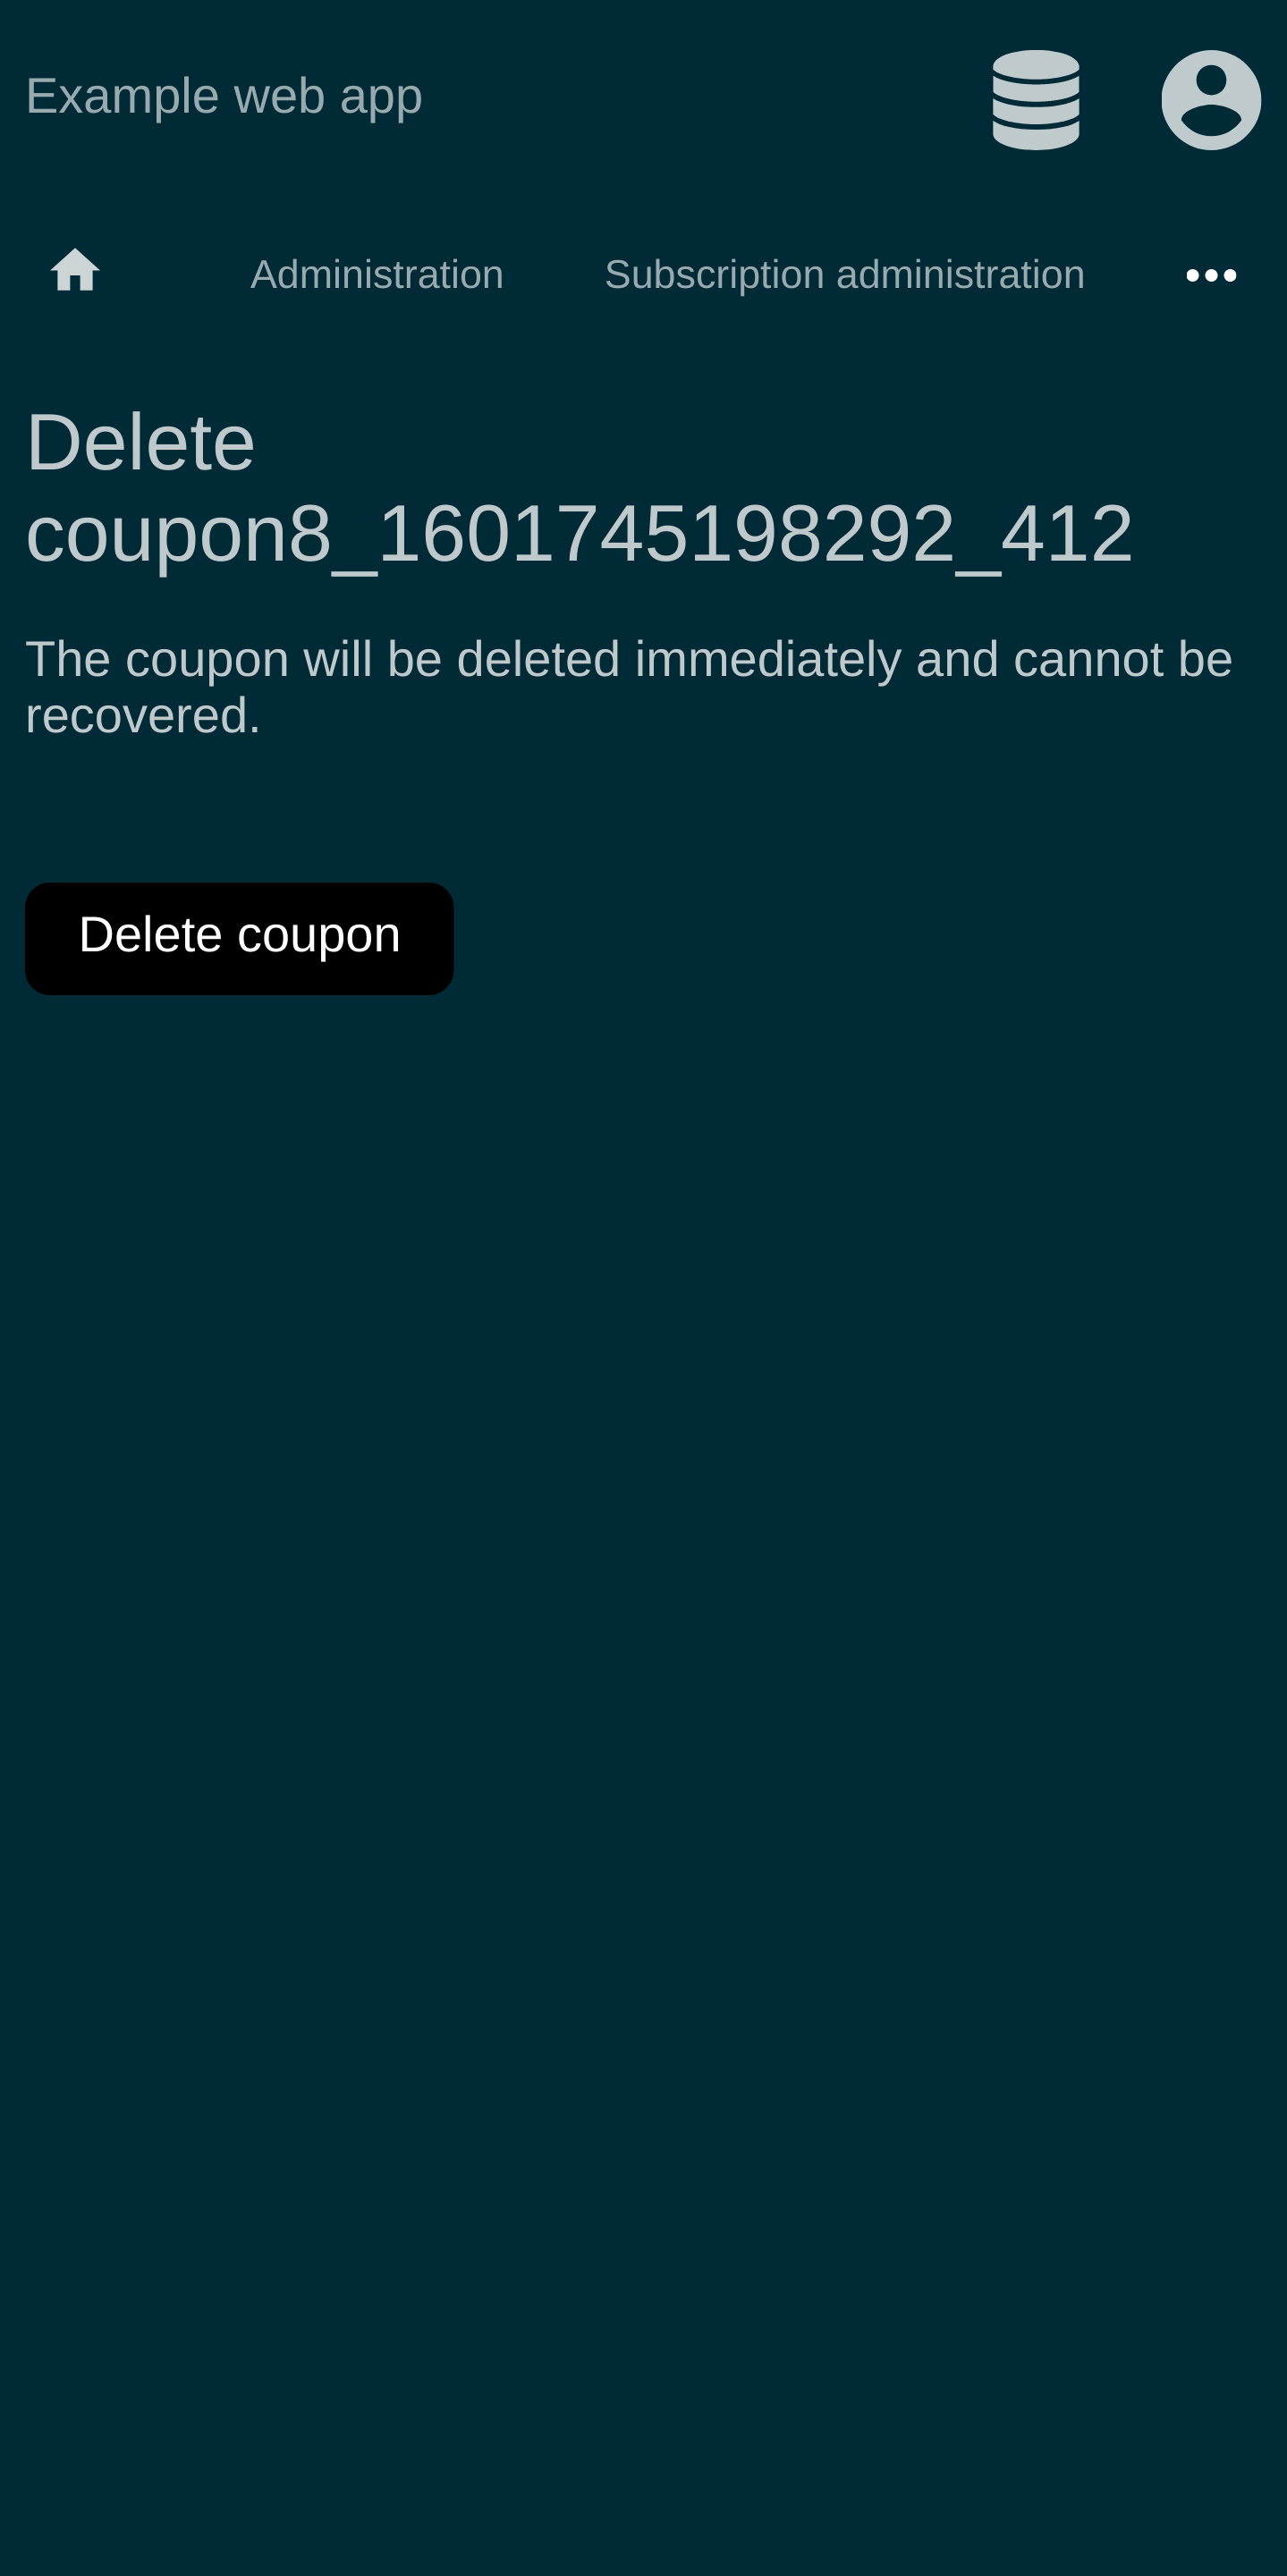 Example web app
Administration
Subscription administration
Delete
coupon8_1601745198292_412
The coupon will be deleted immediately and cannot be
recovered.
Delete coupon